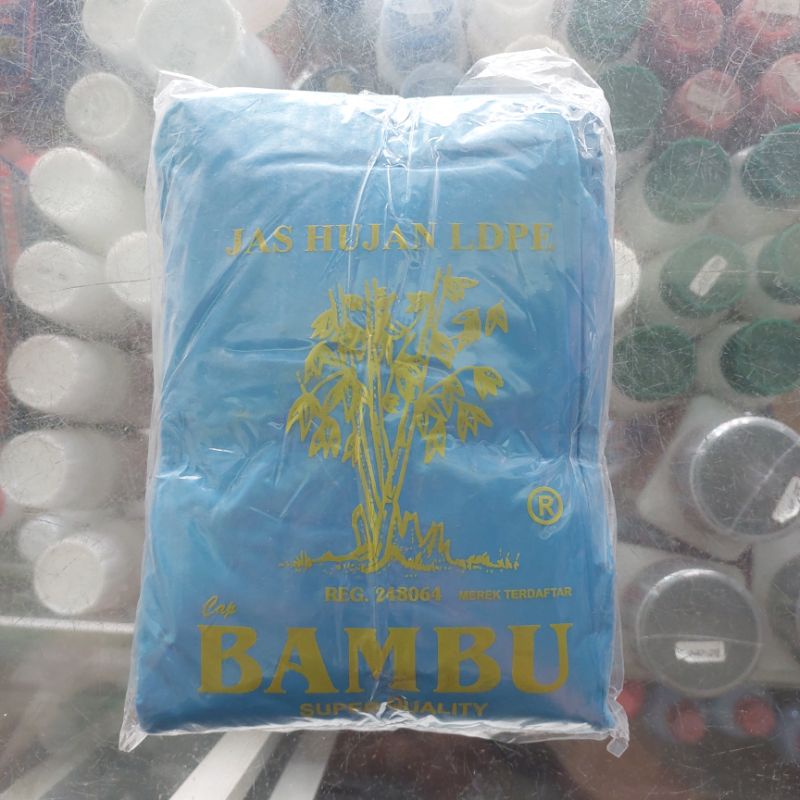 JAS HUJAN LDPE
®
REG. 248064 MEREK TERDAFTAR
Cap
BAMBU
SUPER QUALITY